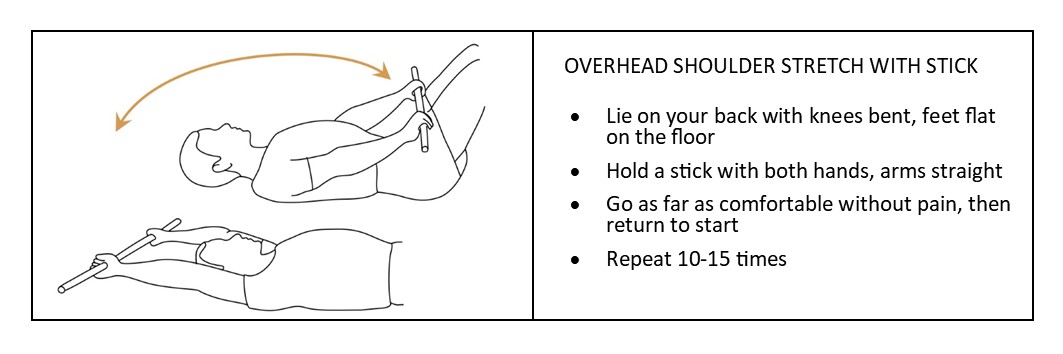 OVERHEAD SHOULDER STRETCH WITH STICK
• Lie on your back with knees bent, feet flat
on the floor
• Hold a stick with both hands, arms straight
• Go as far as comfortable without pain, then
return to start
• Repeat 10-15 times